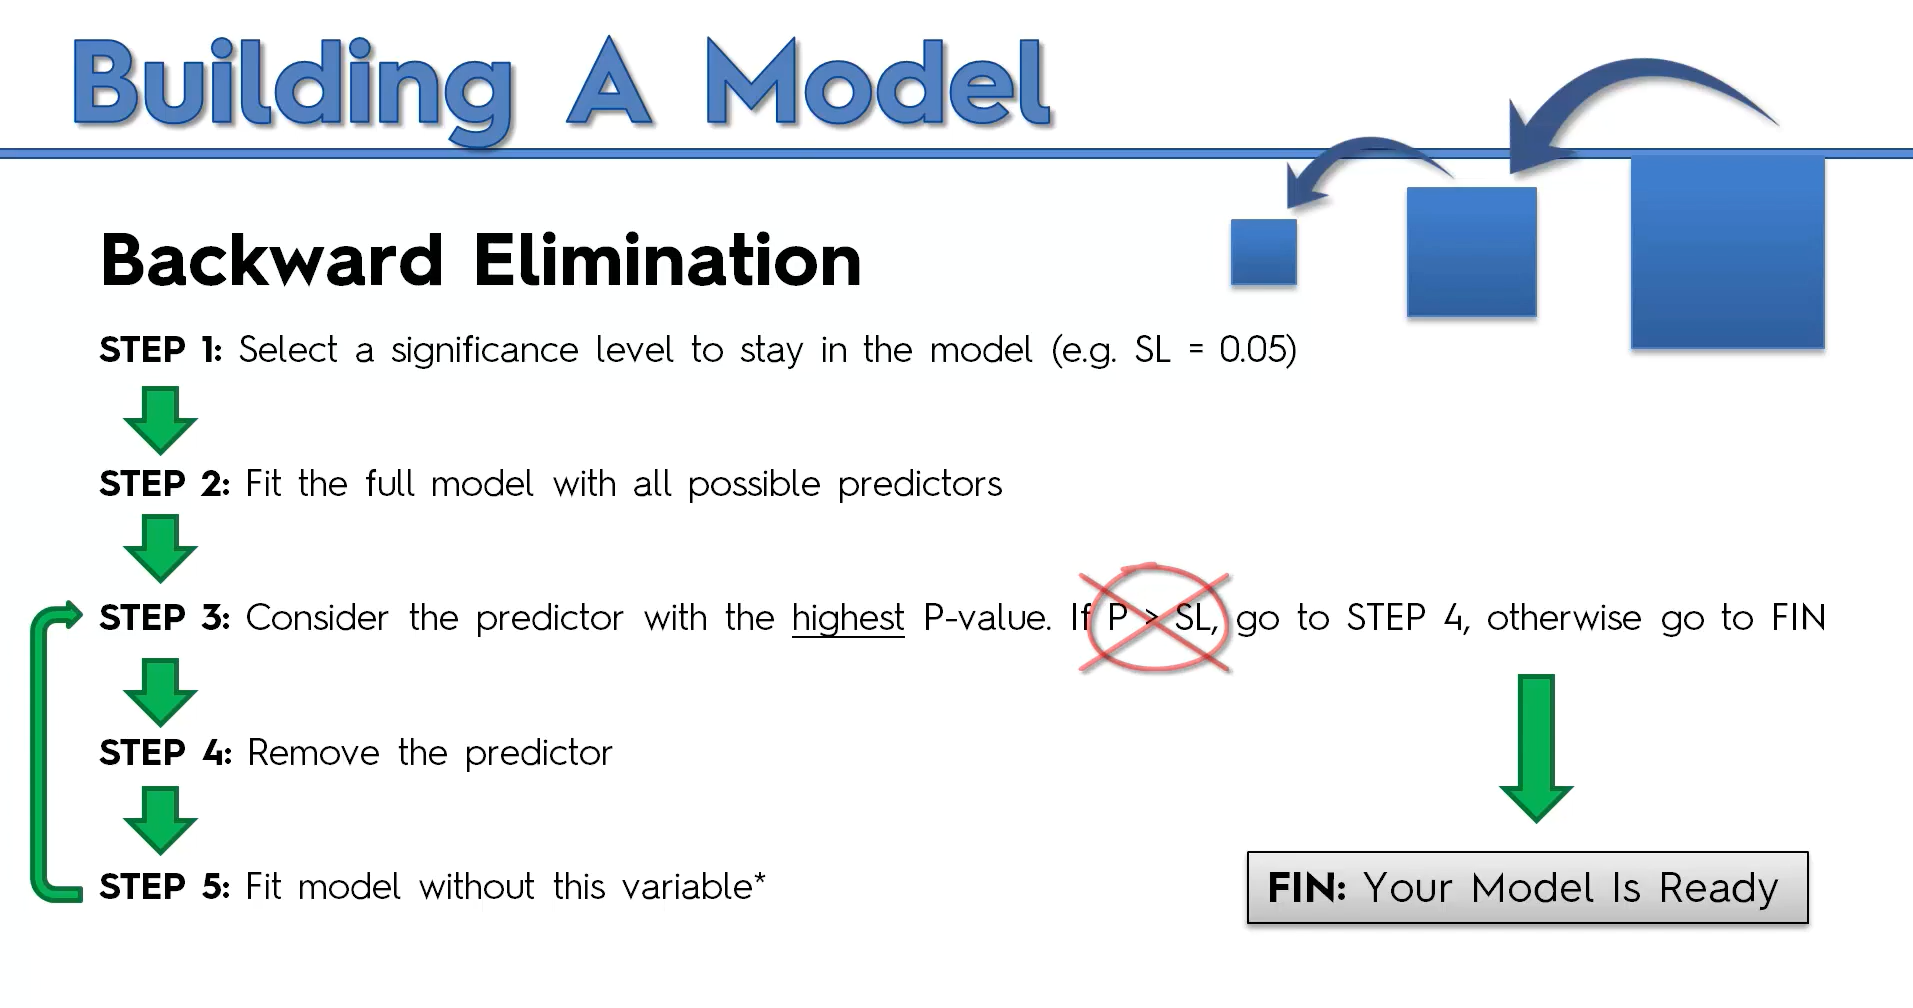 Building A Model
Backward Elimination
STEP 1: Select a significance level to stay in the model (e.g. SL = 0.05)
STEP 2: Fit the full model with all possible predictors
STEP 3: Consider the predictor with the highest P-value. If P > SL, go to STEP 4, otherwise go to FIN
STEP 4: Remove the predictor
STEP 5: Fit model without this variable*
FIN: Your Model Is Ready